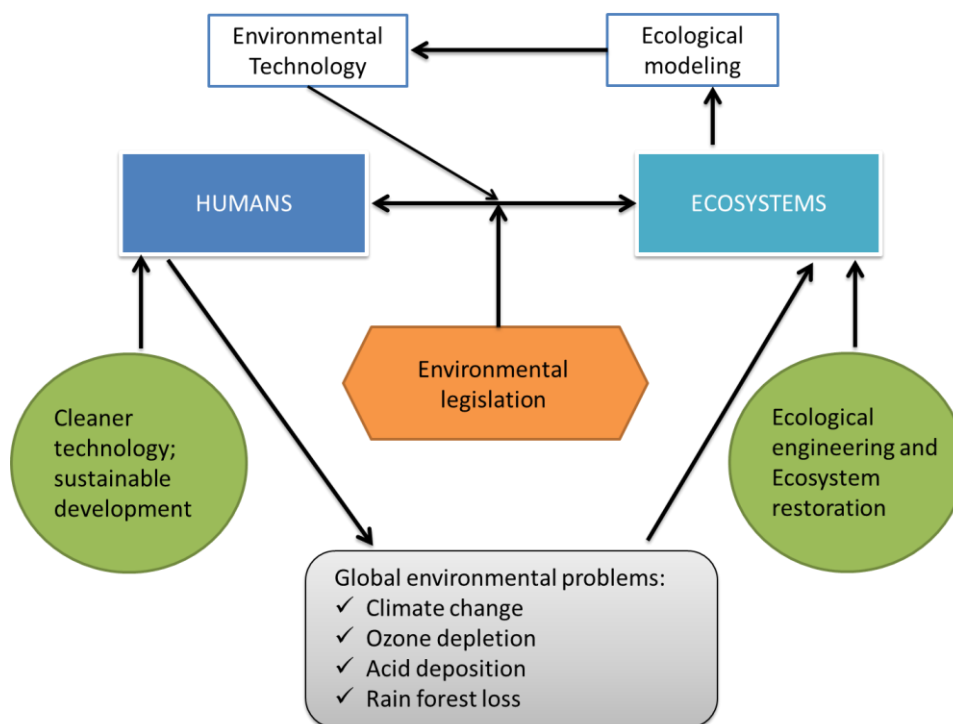 Environmental
Technology
Ecological
modeling
HUMANS
ECOSYSTEMS
Environmental
legislation
Cleaner
technology;
sustainable
development
Ecological
engineering and
Ecosystem
restoration
Global environmental problems:
✓ Climate change
✓ Ozone depletion
✓ Acid deposition
✓ Rain forest loss